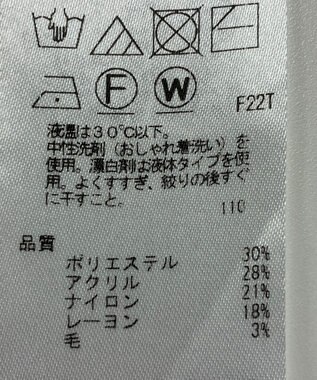 F W F22T
液温は30℃以下。
中性洗剤(おしゃれ着洗い)を
使用。漂白剤は液体タイプを使
用。よくすすぎ、絞りの後すぐ
に干すこと。
110
品質
ポリエステル 30%
アクリル 28%
ナイロン 21%
レーヨン 18%
毛 3%